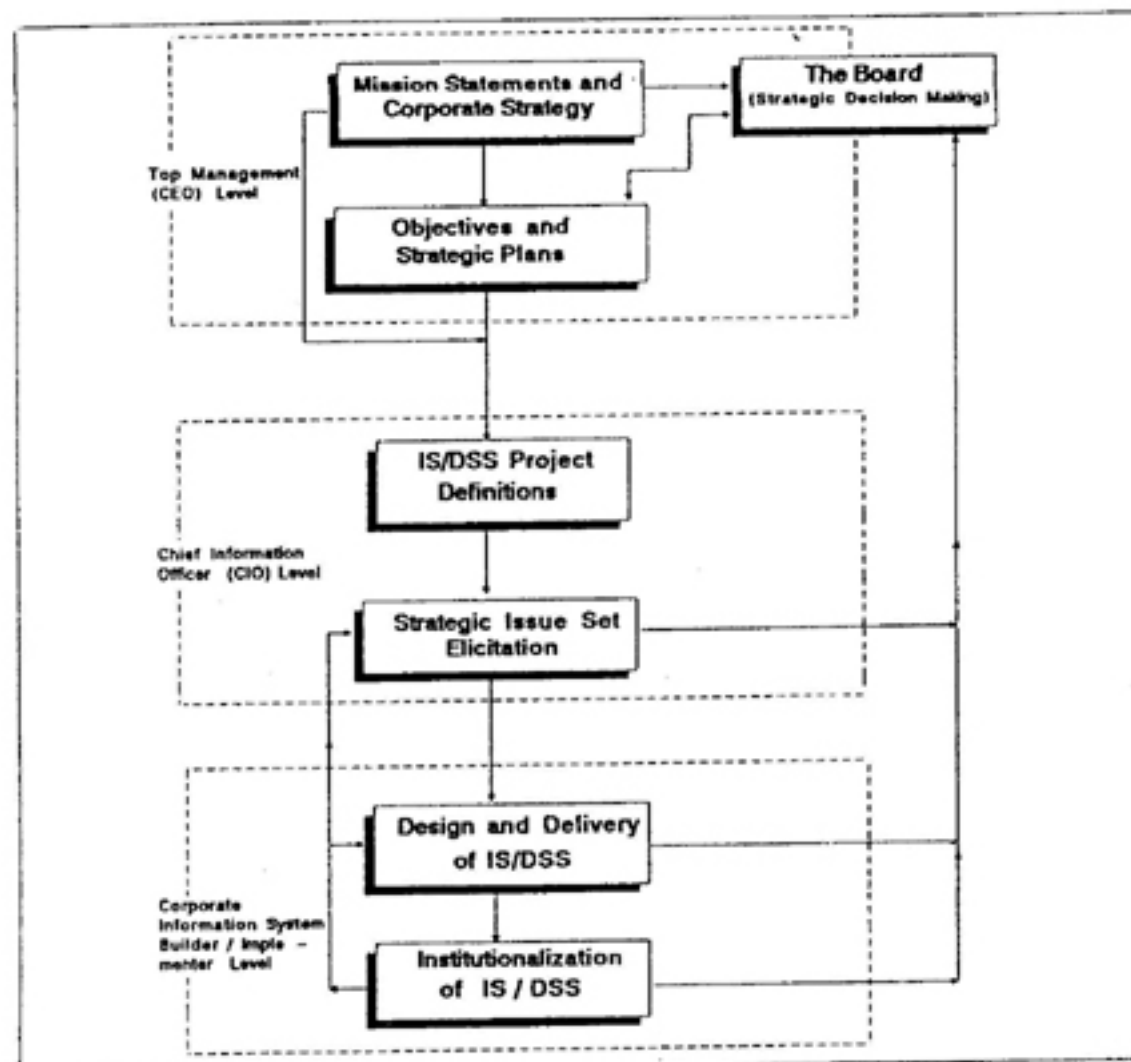 Mission Statements and
Corporate Strategy
The Board
(Strategic Decision Making)
Top Management
(CEO) Level
Objectives and
Strategic Plans
IS/DSS Project
Definitions
Chief Information
Officer (CIO) Level
Strategic Issue Set
Elicitation
Design and Delivery
of IS/DSS
Corporate
Information System
Builder / Imple -
menter Level
Institutionalization
of IS / DSS